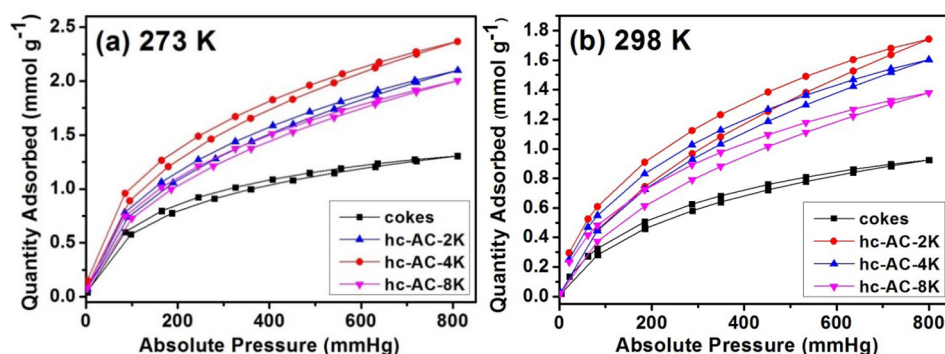 (a) 273 K
Quantity Adsorbed (mmol g⁻¹)
2.5
2.0
1.5
1.0
0.5
0.0
cokes
hc-AC-2K
hc-AC-4K
hc-AC-8K
0 200 400 600 800
Absolute Pressure (mmHg)
(b) 298 K
Quantity Adsorbed (mmol g⁻¹)
1.8
1.6
1.4
1.2
1.0
0.8
0.6
0.4
0.2
0.0
cokes
hc-AC-2K
hc-AC-4K
hc-AC-8K
0 200 400 600 800
Absolute Pressure (mmHg)